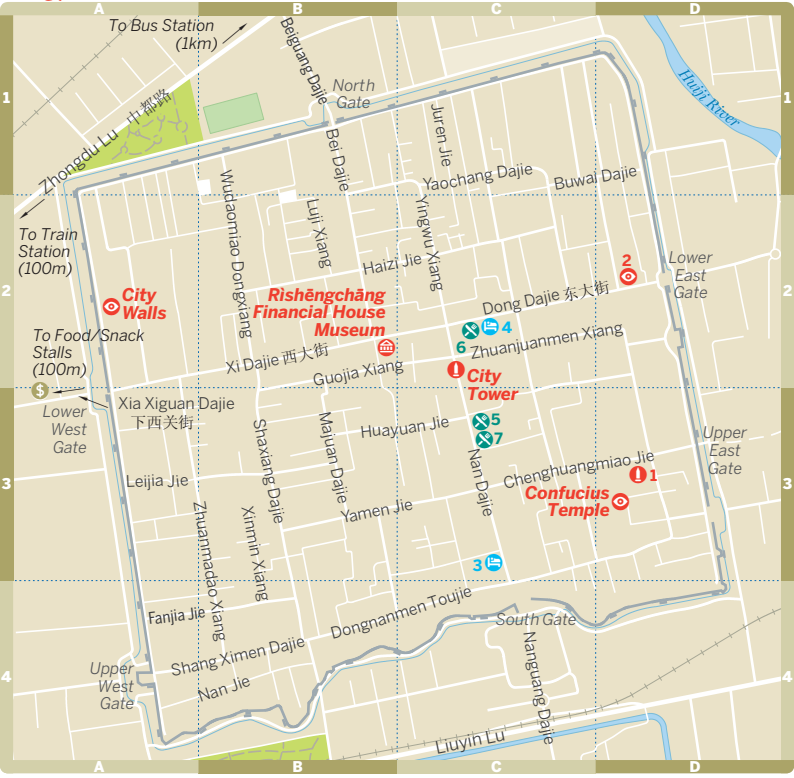 A
B
C
D
To Bus Station
(1km)
Beiguang Dajie
North
Gate
Huiji River
1
1
Zhongdu Lu 中都路
Bei Dajie
Juren Jie
Yaochang Dajie
Buwai Dajie
To Train
Station
(100m)
Wudaomiao Dongxiang
Luji Xiang
Yingwu Xiang
Haizi Jie
2
Lower
East
Gate
2
2
City
Walls
Rìshēngchāng
Financial House
Museum
Dong Dajie 东大街
4
6
To Food/Snack
Stalls
(100m)
Xi Dajie 西大街
Zhuanjuanmen Xiang
Guojia Xiang
City
Tower
$
Lower
West
Gate
Xia Xiguan Dajie
下西关街
Shaxiang Dajie
Majuan Dajie
Huayuan Jie
5
7
Nan Dajie
Upper
East
Gate
3
3
Leijia Jie
Chenghuangmiao Jie
1
Confucius
Temple
Zhuanmadao Xiang
Xinmin Xiang
Yamen Jie
3
Fanjia Jie
Dongnanmen Toujie
South Gate
Upper
West
Gate
Shang Ximen Dajie
Nan Jie
Nanguang Dajie
4
4
Liuyin Lu
A
B
C
D